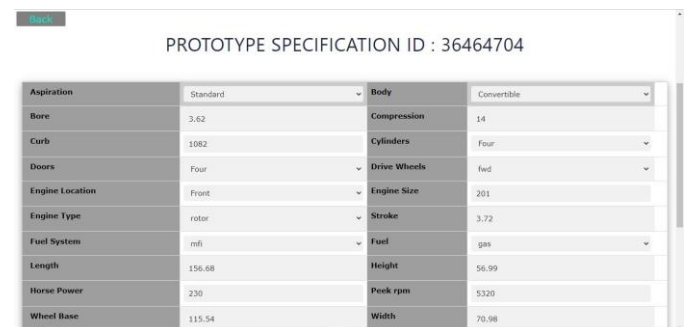 Back
PROTOTYPE SPECIFICATION ID : 36464704
Aspiration Standard Body Convertible
Bore 3.62 Compression 14
Curb 1082 Cylinders Four
Doors Four Drive Wheels fwd
Engine Location Front Engine Size 201
Engine Type rotor Stroke 3.72
Fuel System mfi Fuel gas
Length 156.68 Height 56.99
Horse Power 230 Peek rpm 5320
Wheel Base 115.54 Width 70.98